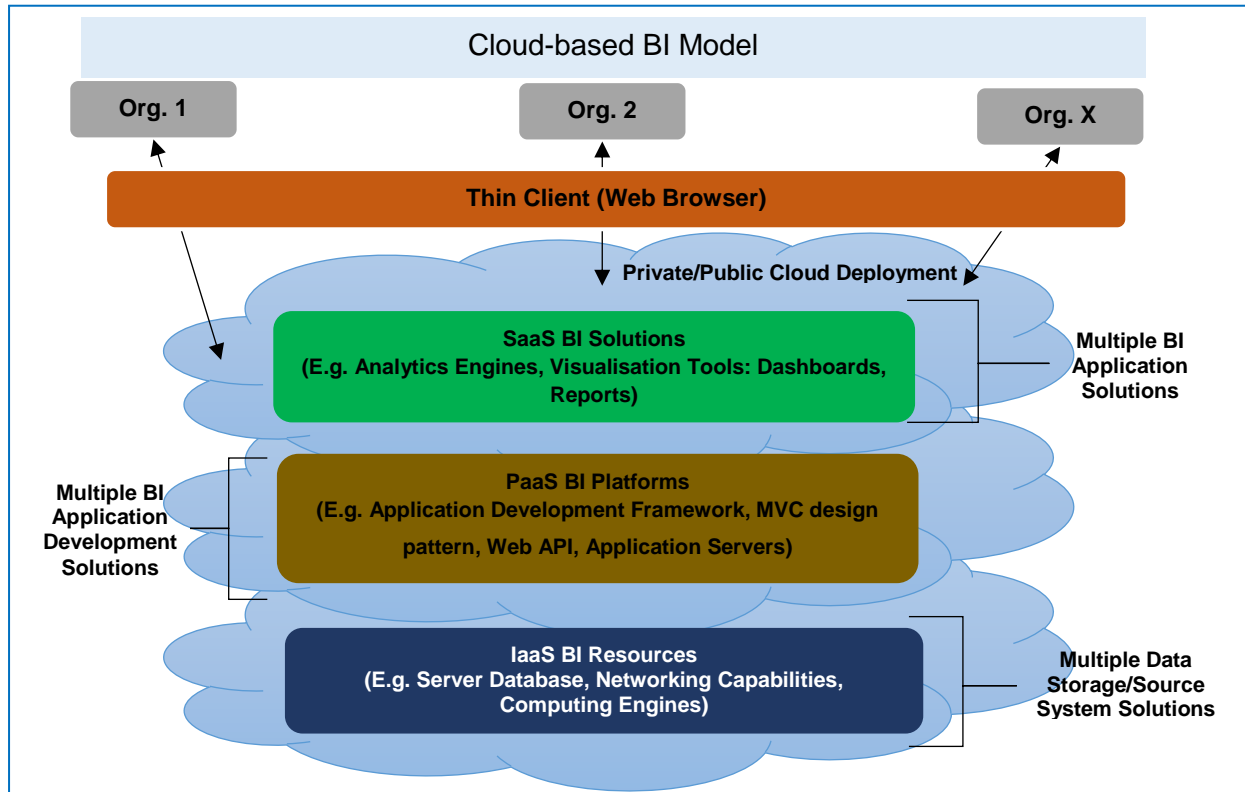 Cloud-based BI Model
Org. 1
Org. 2
Org. X
Thin Client (Web Browser)
Private/Public Cloud Deployment
SaaS BI Solutions
(E.g. Analytics Engines, Visualisation Tools: Dashboards,
Reports)
Multiple BI
Application
Solutions
PaaS BI Platforms
(E.g. Application Development Framework, MVC design
pattern, Web API, Application Servers)
Multiple BI
Application
Development
Solutions
IaaS BI Resources
(E.g. Server Database, Networking Capabilities,
Computing Engines)
Multiple Data
Storage/Source
System Solutions